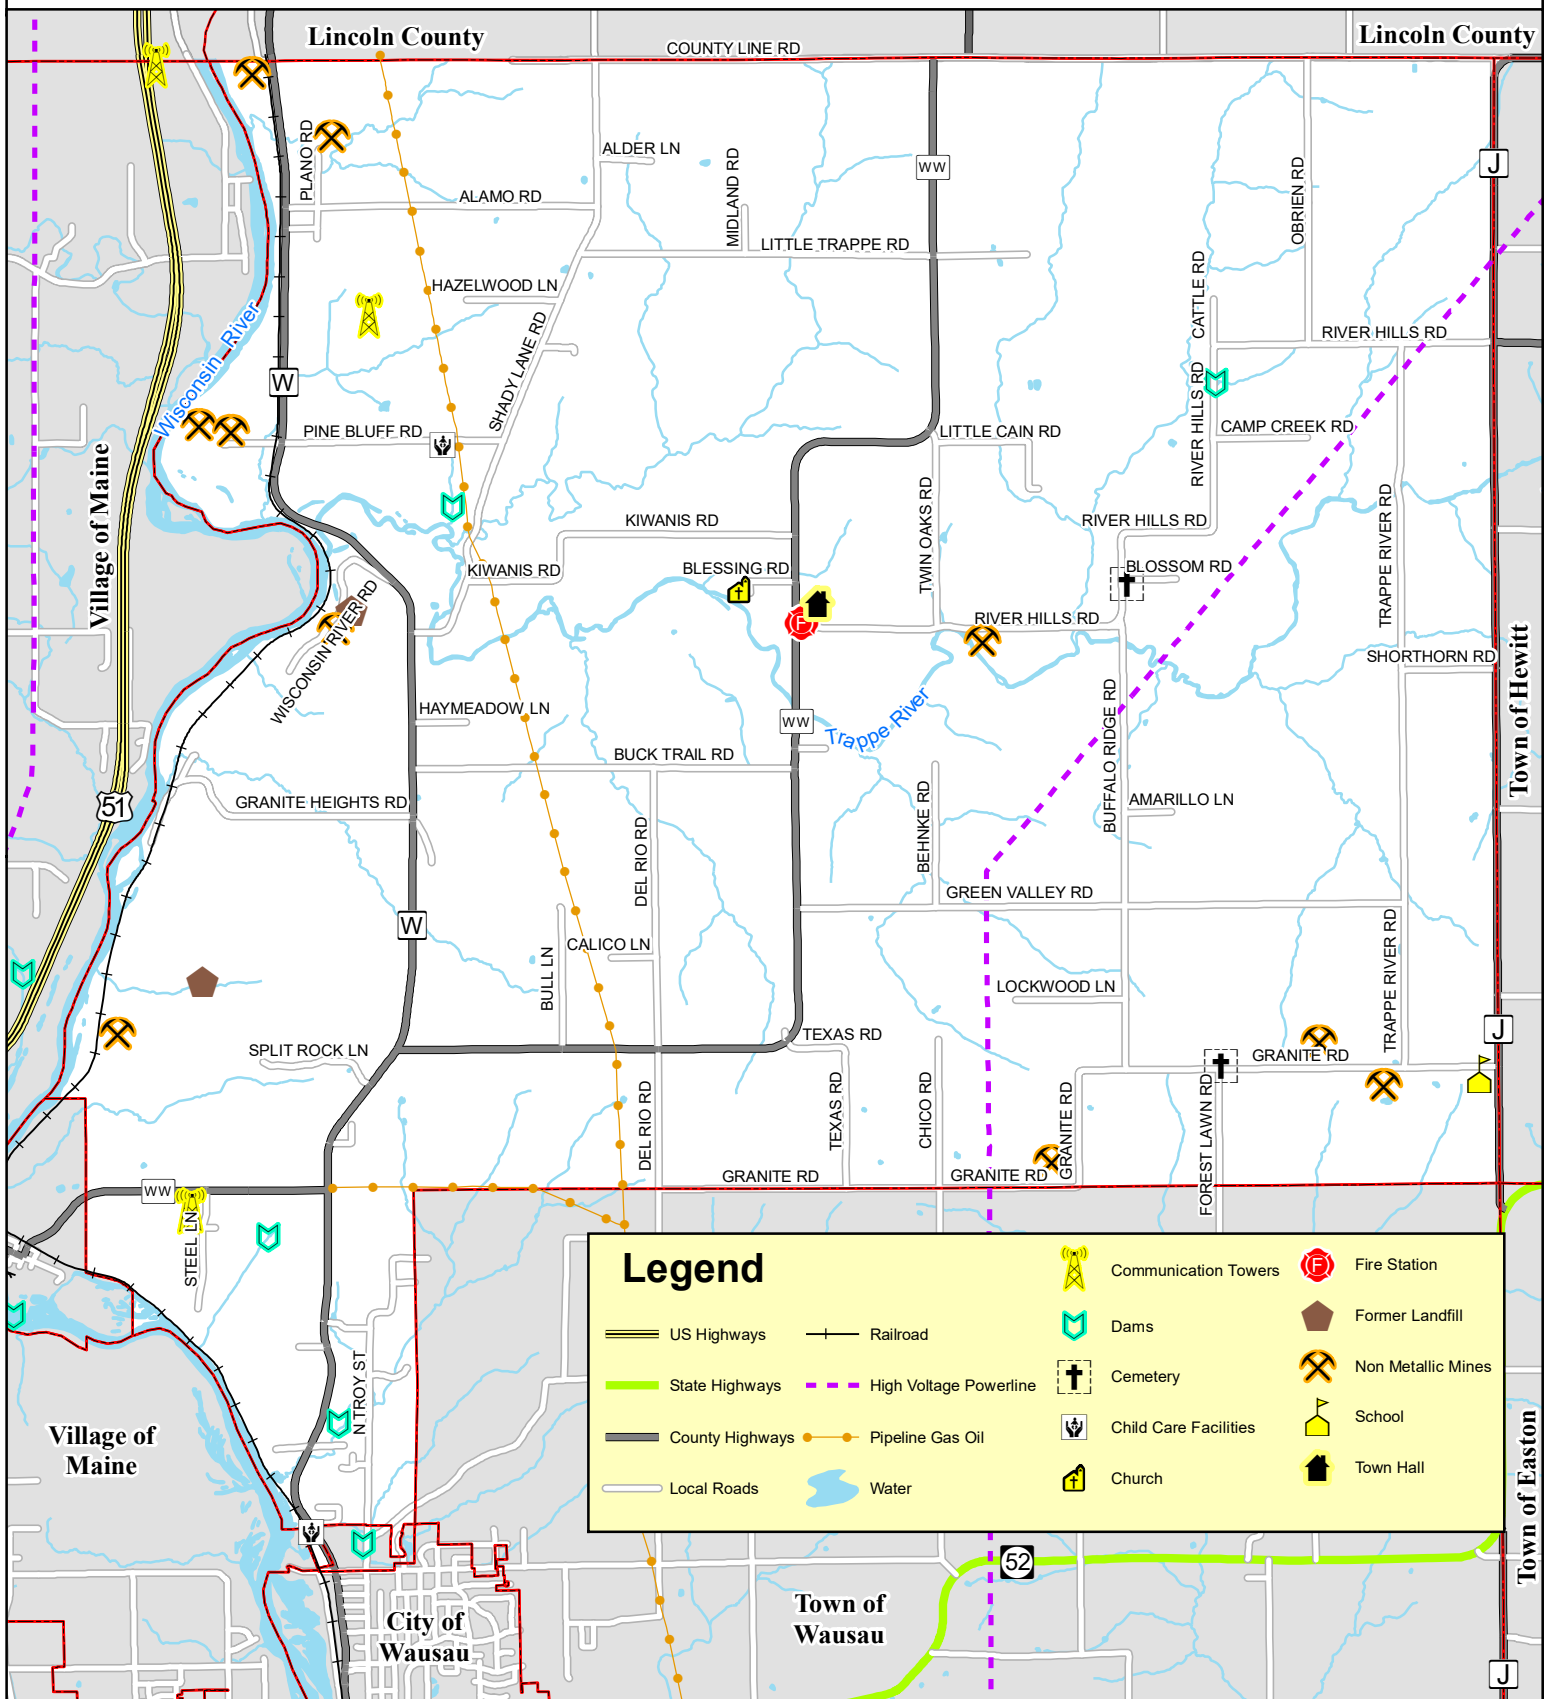 Lincoln County
Lincoln County
COUNTY LINE RD
PLANO RD
ALDER LN
MIDLAND RD
WW
OBRIEN RD
J
ALAMO RD
LITTLE TRAPPE RD
CATTLE RD
HAZELWOOD LN
Wisconsin River
SHADY LANE RD
RIVER HILLS RD
W
RIVER HILLS RD
PINE BLUFF RD
LITTLE CAIN RD
CAMP CREEK RD
Village of Maine
TWIN OAKS RD
TRAPPE RIVER RD
KIWANIS RD
RIVER HILLS RD
KIWANIS RD
BLESSING RD
BLOSSOM RD
WISCONSIN RIVER RD
F
RIVER HILLS RD
SHORTHORN RD
Town of Hewitt
HAYMEADOW LN
WW
Trappe River
BUFFALO RIDGE RD
BUCK TRAIL RD
51
GRANITE HEIGHTS RD
DEL RIO RD
BEHNKE RD
AMARILLO LN
GREEN VALLEY RD
W
CALICO LN
BULL LN
LOCKWOOD LN
TRAPPE RIVER RD
J
TEXAS RD
SPLIT ROCK LN
GRANITE RD
DEL RIO RD
TEXAS RD
CHICO RD
GRANITE RD
FOREST LAWN RD
GRANITE RD
GRANITE RD
WW
STEEL LN
Legend
US Highways
State Highways
County Highways
Local Roads
Railroad
High Voltage Powerline
Pipeline Gas Oil
Water
Communication Towers
Dams
Cemetery
Child Care Facilities
Church
F
Fire Station
Former Landfill
Non Metallic Mines
School
Town Hall
N TROY ST
Village of
Maine
Town of Easton
52
Town of
Wausau
City of
Wausau
J